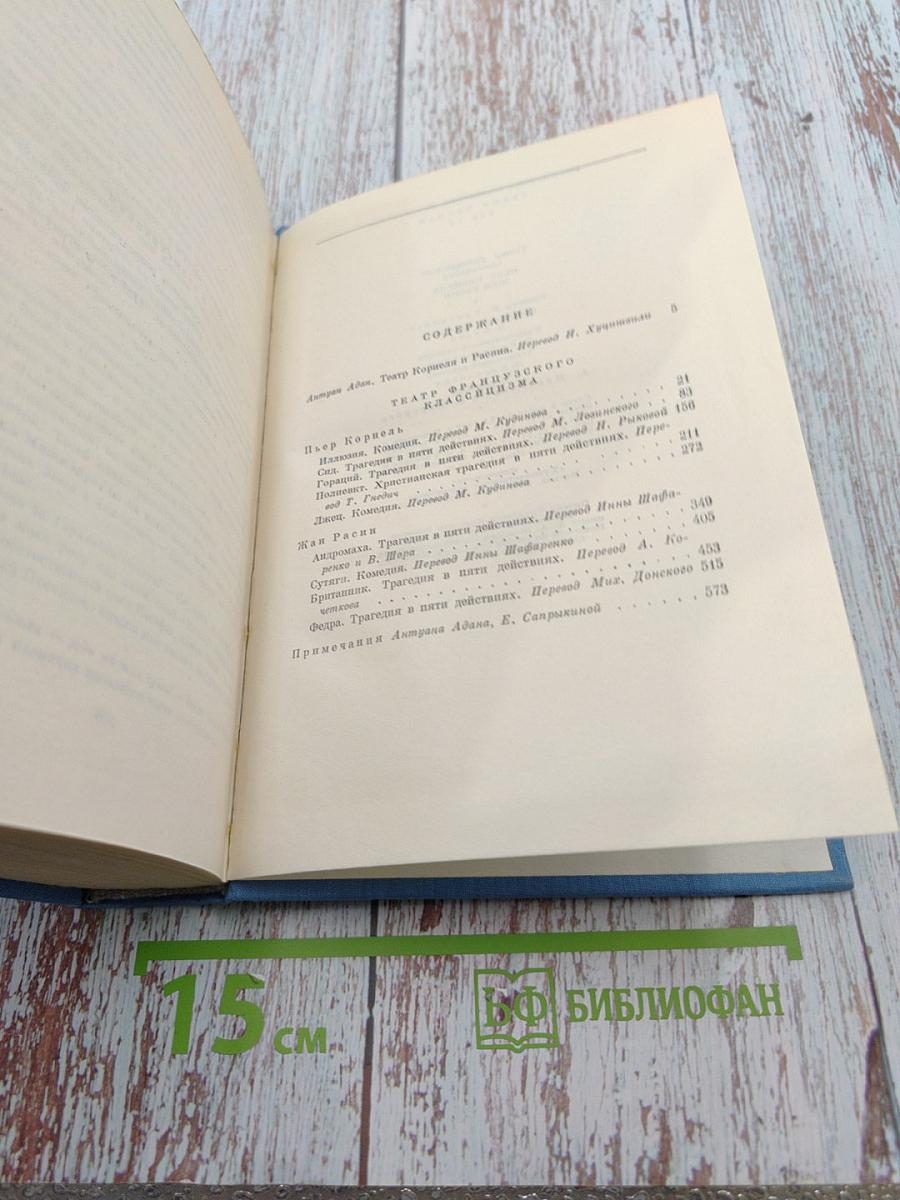 СОДЕРЖАНИЕ
Антуан Адан. Театр Корнеля и Расина. Перевод Н. Хуцишвили 5
ТЕАТР ФРАНЦУЗСКОГО
КЛАССИЦИЗМА
Пьер Корнель
Иллюзия. Комедия. Перевод М. Кудинова . . . . . . . . 21
Сид. Трагедия в пяти действиях. Перевод М. Лозинского . . 83
Гораций. Трагедия в пяти действиях. Перевод Н. Рыковой 156
Полиевкт. Христианская трагедия в пяти действиях. Пере-
вод Т. Гнедич . . . . . . . . . . . . . . . . 211
Лжец. Комедия. Перевод М. Кудинова . . . . . . . . . 273
Жан Расин
Андромаха. Трагедия в пяти действиях. Перевод Инны Шафа-
ренко и В. Шора . . . . . . . . . . . . . . . 349
Сутяги. Комедия. Перевод Инны Шафаренко . . . . . . . 405
Британник. Трагедия в пяти действиях. Перевод А. Ко-
четкова . . . . . . . . . . . . . . . . . . 453
Федра. Трагедия в пяти действиях. Перевод Мих. Донского 515
Примечания Антуана Адана, Е. Сапрыкиной . . . . . . 573
15 см
БФ БИБЛИОФАН